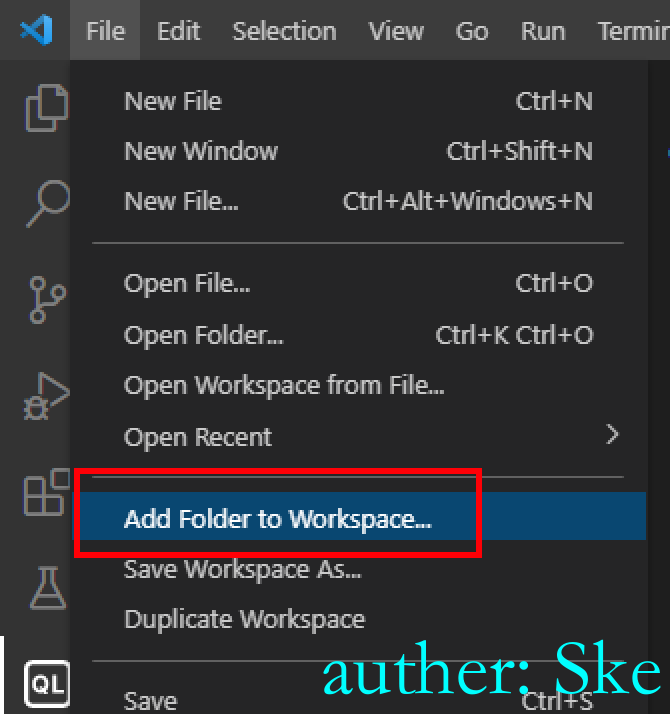 File Edit Selection View Go Run Termin
New File Ctrl+N
New Window Ctrl+Shift+N
New File... Ctrl+Alt+Windows+N
Open File... Ctrl+O
Open Folder... Ctrl+K Ctrl+O
Open Workspace from File...
Open Recent
Add Folder to Workspace...
Save Workspace As...
Duplicate Workspace
auther: Ske
QL
Save Ctrl+S